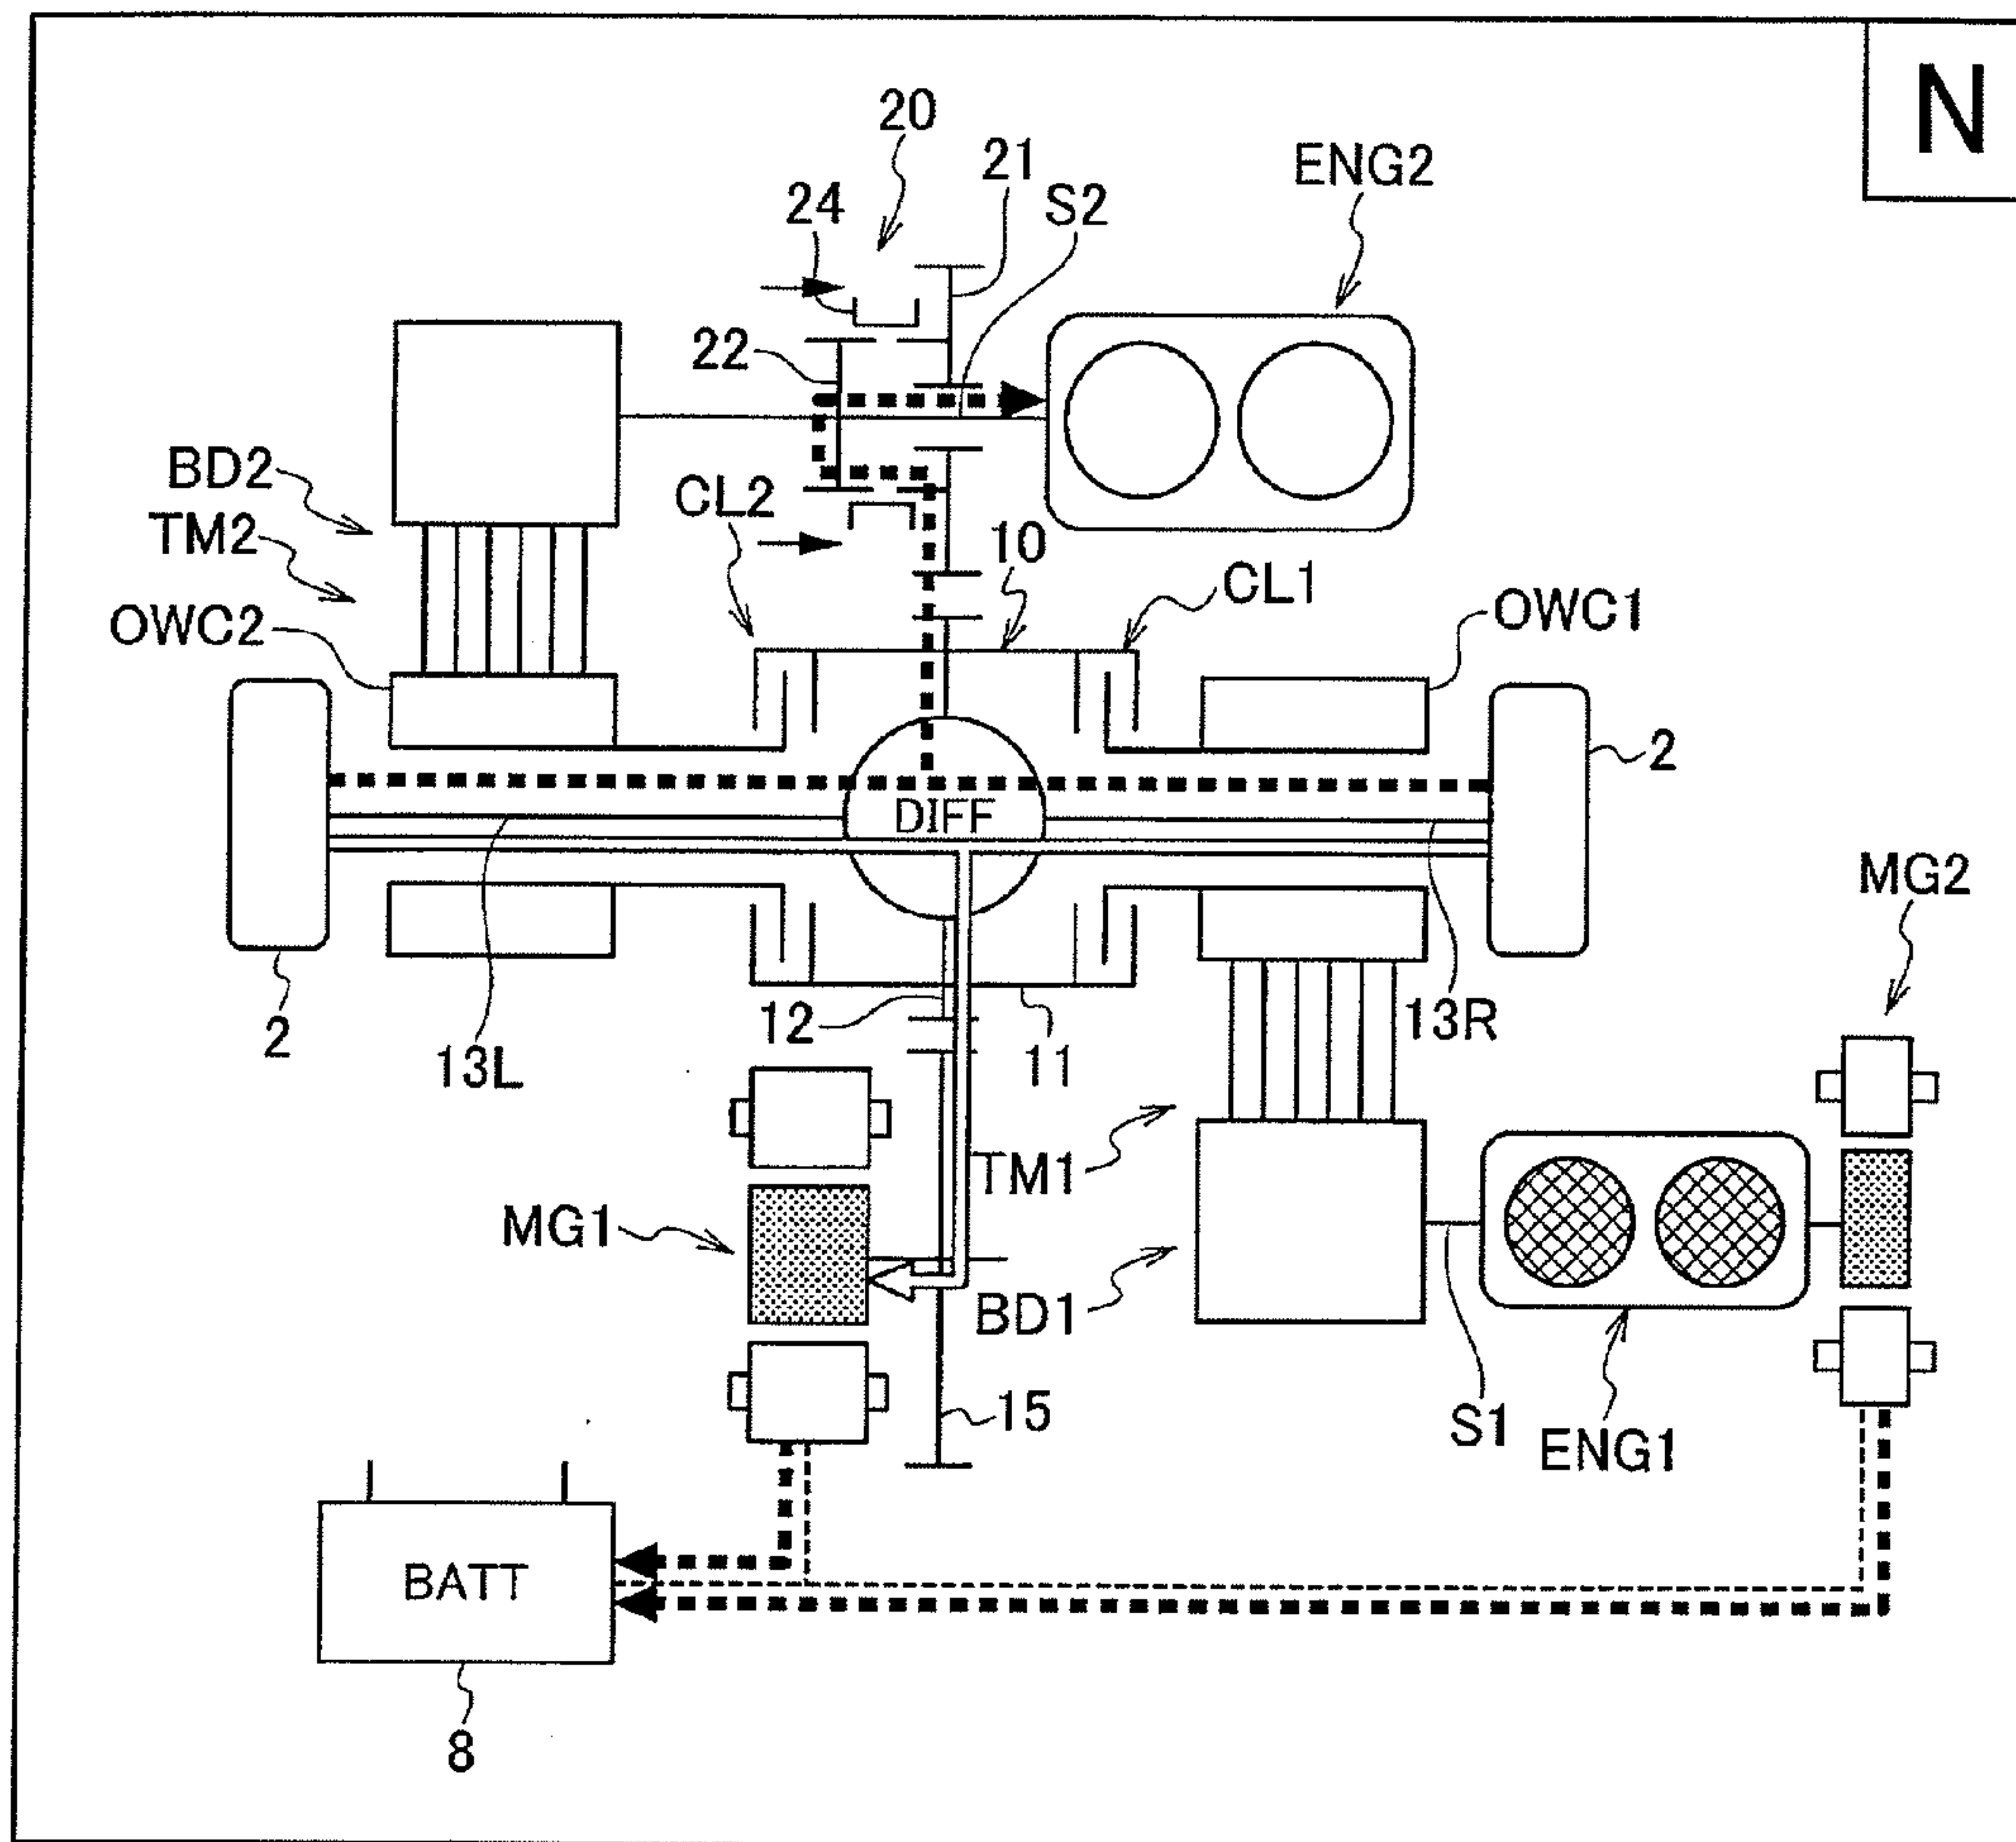 N
20
21
ENG2
24
S2
22
BD2
CL2
TM2
10
CL1
OWC2
OWC1
2
DIFF
MG2
12
13R
2
13L
11
TM1
MG1
BD1
15
S1
ENG1
BATT
8